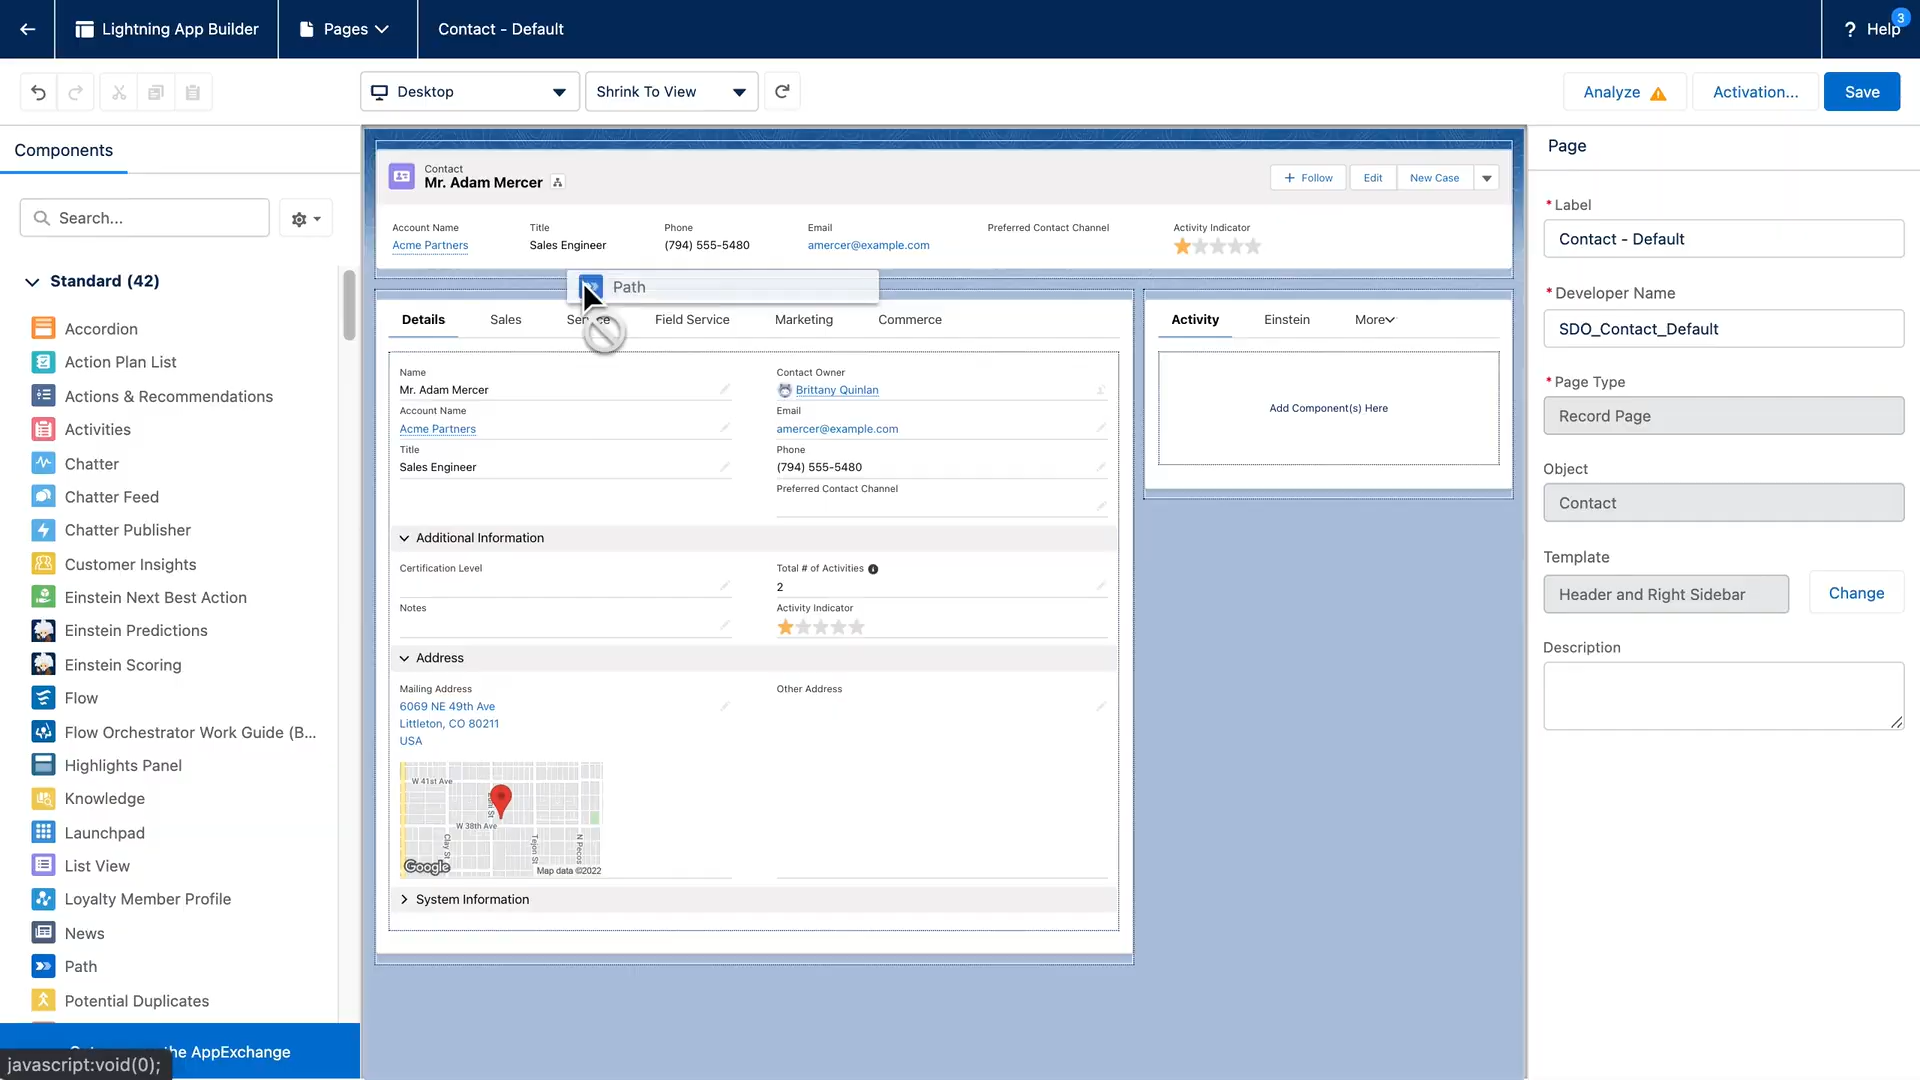 Lightning App Builder
Pages
Contact - Default
? Help
3
Desktop
Shrink To View
Analyze
Activation...
Save
Components
Search...
Standard (42)
Accordion
Action Plan List
Actions & Recommendations
Activities
Chatter
Chatter Feed
Chatter Publisher
Customer Insights
Einstein Next Best Action
Einstein Predictions
Einstein Scoring
Flow
Flow Orchestrator Work Guide (B...
Highlights Panel
Knowledge
Launchpad
List View
Loyalty Member Profile
News
Path
Potential Duplicates
the AppExchange
javascript:void(0);
Contact
Mr. Adam Mercer
+ Follow
Edit
New Case
Account Name
Title
Phone
Email
Preferred Contact Channel
Activity Indicator
Acme Partners
Sales Engineer
(794) 555-5480
amercer@example.com
Path
Details
Sales
Service
Field Service
Marketing
Commerce
Name
Mr. Adam Mercer
Contact Owner
Brittany Quinlan
Account Name
Acme Partners
Email
amercer@example.com
Title
Sales Engineer
Phone
(794) 555-5480
Preferred Contact Channel
Additional Information
Certification Level
Total # of Activities
2
Notes
Activity Indicator
Address
Mailing Address
6069 NE 49th Ave
Littleton, CO 80211
USA
Other Address
W 41st Ave
W 38th Ave
Clay St
Tejon St
N Pecos
Google
Map data ©2022
System Information
Activity
Einstein
More
Add Component(s) Here
Page
* Label
Contact - Default
* Developer Name
SDO_Contact_Default
* Page Type
Record Page
Object
Contact
Template
Header and Right Sidebar
Change
Description